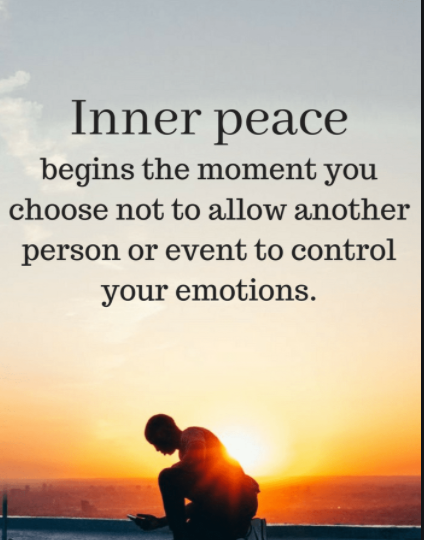 Inner peace
begins the moment you
choose not to allow another
person or event to control
your emotions.